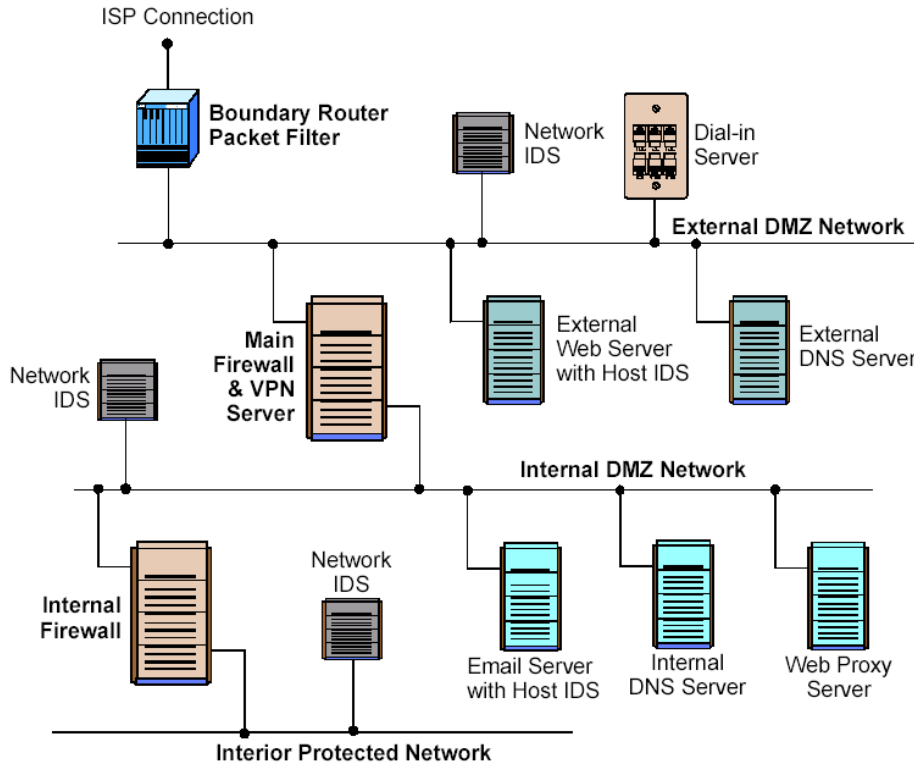 ISP Connection
Boundary Router
Packet Filter
Network
IDS
Dial-in
Server
External DMZ Network
Main
Firewall
& VPN
Server
External
Web Server
with Host IDS
External
DNS Server
Network
IDS
Internal DMZ Network
Internal
Firewall
Network
IDS
Email Server
with Host IDS
Internal
DNS Server
Web Proxy
Server
Interior Protected Network